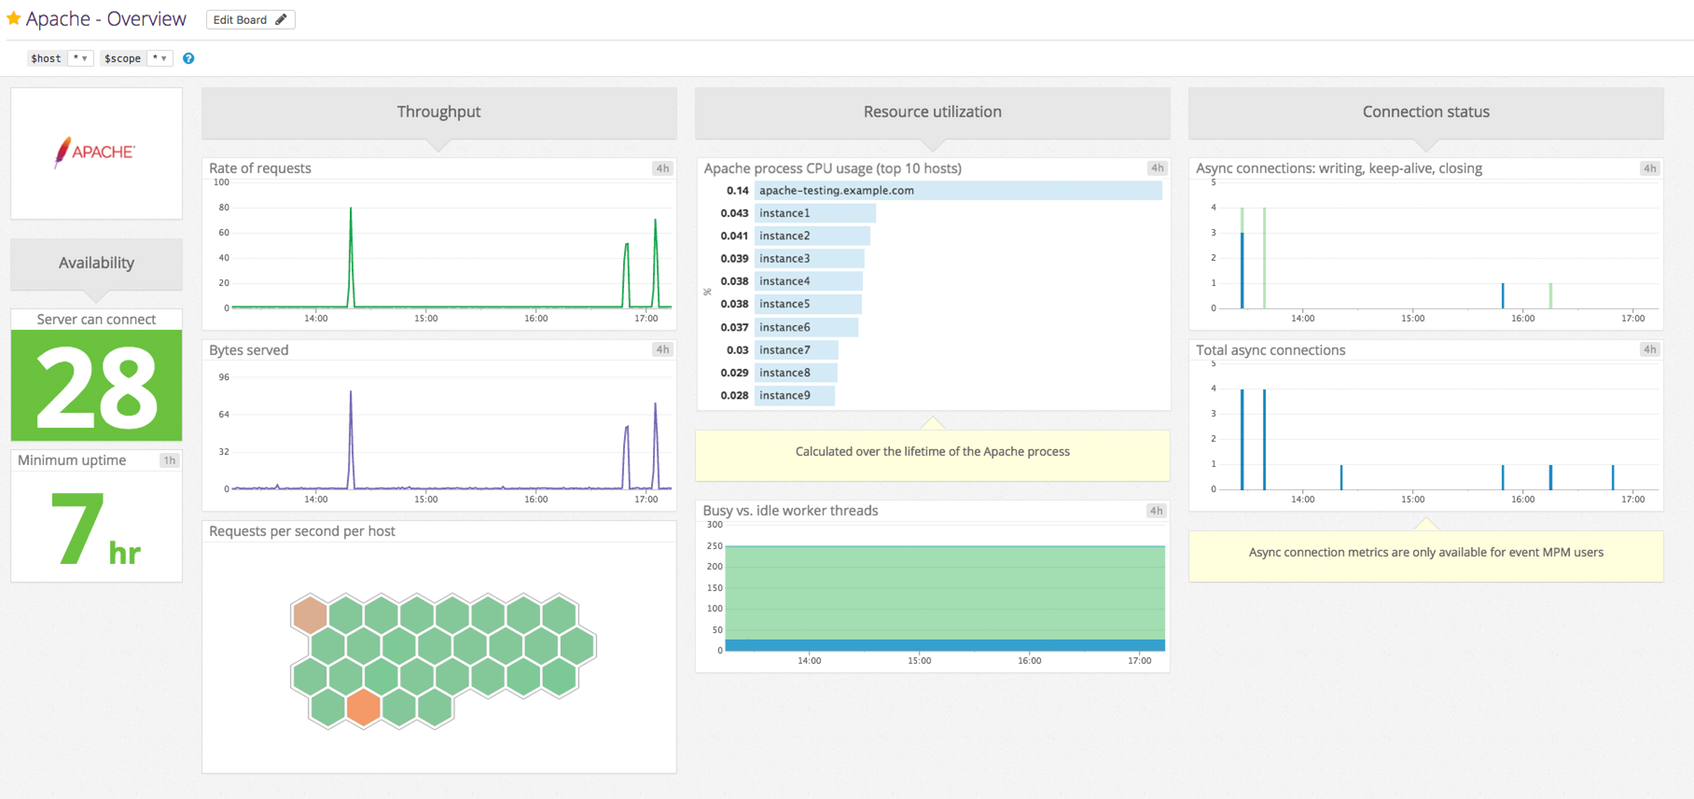 Apache - Overview
Edit Board
$host * $scope * ?
APACHE
Availability
Server can connect
28
Minimum uptime 1h
7 hr
Throughput
Rate of requests 4h
100
80
60
40
20
0
14:00 15:00 16:00 17:00
Bytes served 4h
96
64
32
0
14:00 15:00 16:00 17:00
Requests per second per host
Resource utilization
Apache process CPU usage (top 10 hosts) 4h
%
0.14 apache-testing.example.com
0.043 instance1
0.041 instance2
0.039 instance3
0.038 instance4
0.038 instance5
0.037 instance6
0.03 instance7
0.029 instance8
0.028 instance9
Calculated over the lifetime of the Apache process
Busy vs. idle worker threads 4h
300
250
200
150
100
50
0
14:00 15:00 16:00 17:00
Connection status
Async connections: writing, keep-alive, closing 4h
5
4
3
2
1
0
14:00 15:00 16:00 17:00
Total async connections 4h
5
4
3
2
1
0
14:00 15:00 16:00 17:00
Async connection metrics are only available for event MPM users